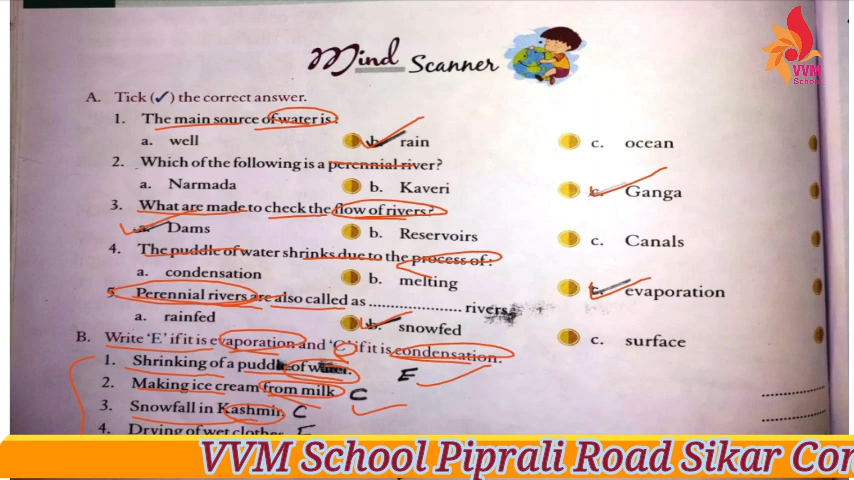 Mind Scanner
VVM
School
A. Tick (✓) the correct answer.
1. The main source of water is:
a. well b. rain c. ocean
2. Which of the following is a perennial river?
a. Narmada b. Kaveri c. Ganga
3. What are made to check the flow of rivers?
a. Dams b. Reservoirs c. Canals
4. The puddle of water shrinks due to the process of:
a. condensation b. melting c. evaporation
5. Perennial rivers are also called as .................... rivers.
a. rainfed b. snowfed c. surface
B. Write 'E' if it is evaporation and 'C' if it is condensation.
1. Shrinking of a puddle of water. E
2. Making ice cream from milk C
3. Snowfall in Kashmir C
4. Drying of wet clothes E
VVM School Piprali Road Sikar